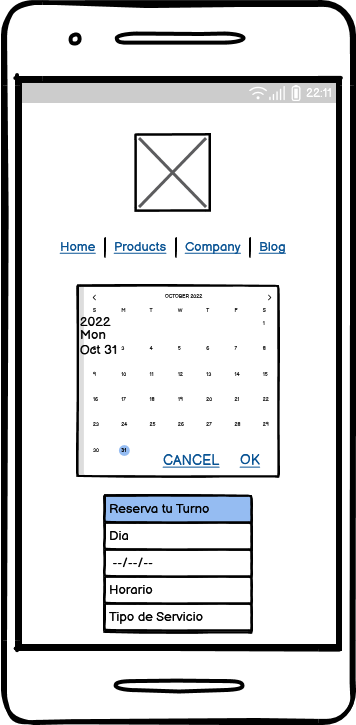 22:11
Home Products Company Blog
< OCTOBER 2022 >
S M T W T F S
1
2022
Mon
Oct 31
3 4 5 6 7 8
9 10 11 12 13 14 15
16 17 18 19 20 21 22
23 24 25 26 27 28 29
30 31
CANCEL OK
Reserva tu Turno
Dia
--/--/--
Horario
Tipo de Servicio